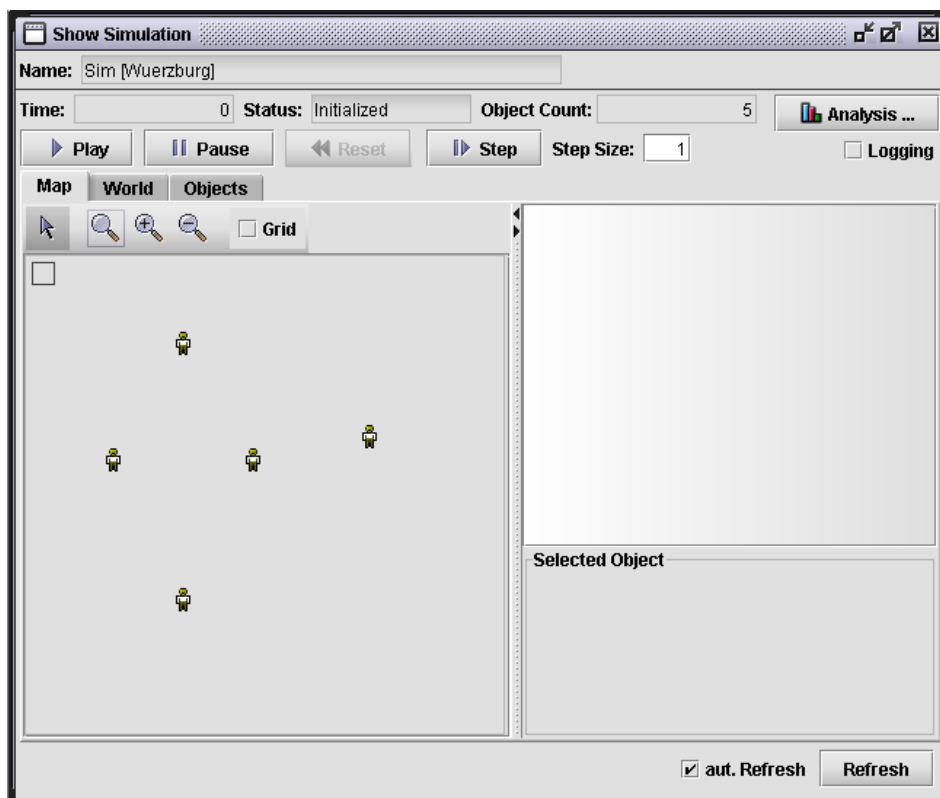 Show Simulation
Name: Sim [Wuerzburg]
Time: 0 Status: Initialized Object Count: 5 Analysis ...
Play Pause Reset Step Step Size: 1 Logging
Map World Objects
Grid
Selected Object
aut. Refresh Refresh